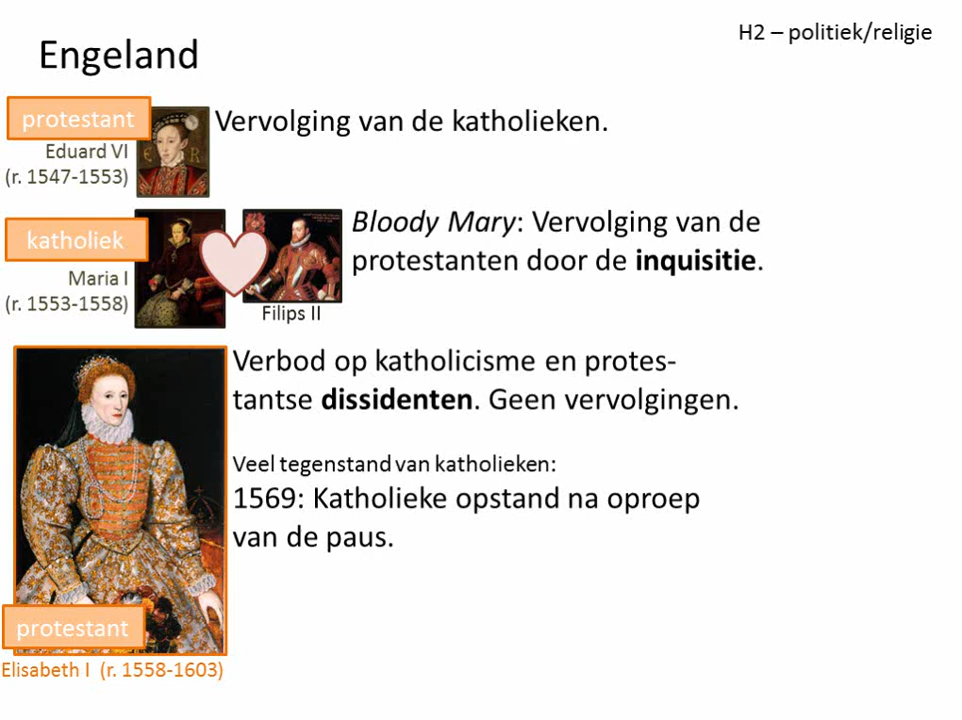 H2 – politiek/religie
Engeland
protestant
Eduard VI
(r. 1547-1553)
Vervolging van de katholieken.
katholiek
Maria I
(r. 1553-1558)
Filips II
Bloody Mary: Vervolging van de
protestanten door de inquisitie.
Verbod op katholicisme en protes-
tantse dissidenten. Geen vervolgingen.
Veel tegenstand van katholieken:
1569: Katholieke opstand na oproep
van de paus.
protestant
Elisabeth I (r. 1558-1603)